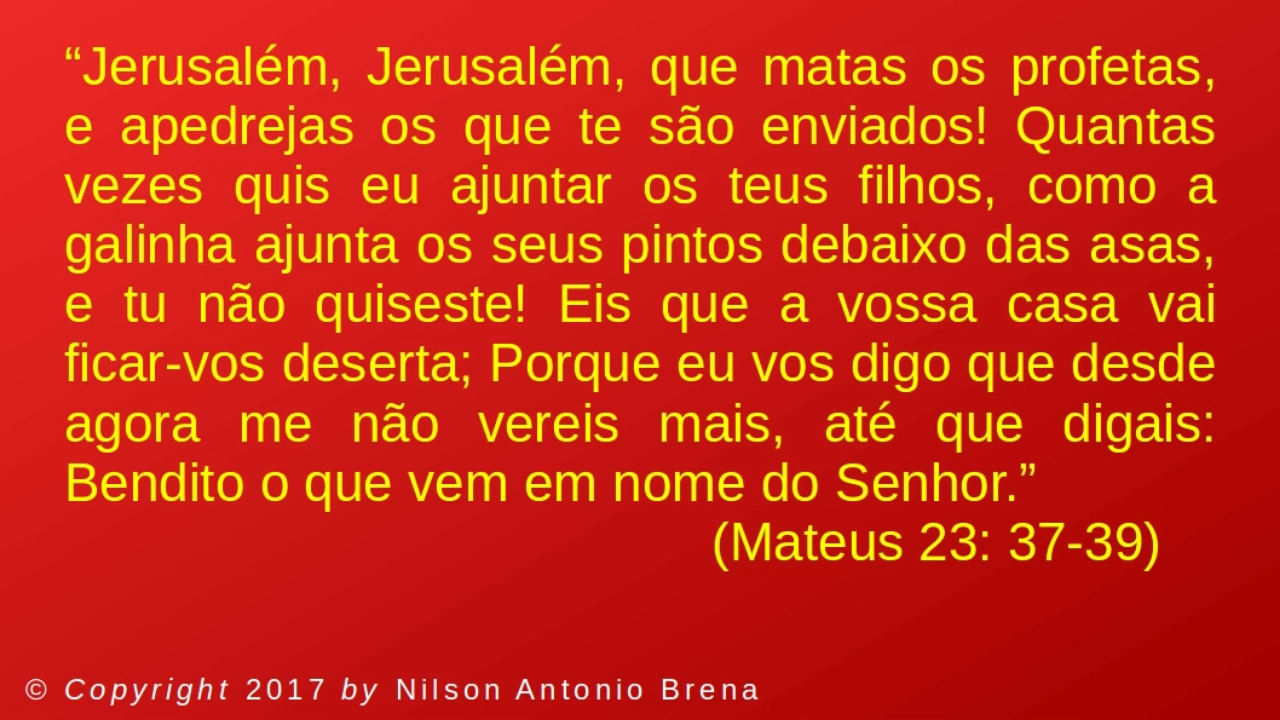 “Jerusalém, Jerusalém, que matas os profetas,
e apedrejas os que te são enviados! Quantas
vezes quis eu ajuntar os teus filhos, como a
galinha ajunta os seus pintos debaixo das asas,
e tu não quiseste! Eis que a vossa casa vai
ficar-vos deserta; Porque eu vos digo que desde
agora me não vereis mais, até que digais:
Bendito o que vem em nome do Senhor.”
(Mateus 23: 37-39)
© Copyright 2017 by Nilson Antonio Brena